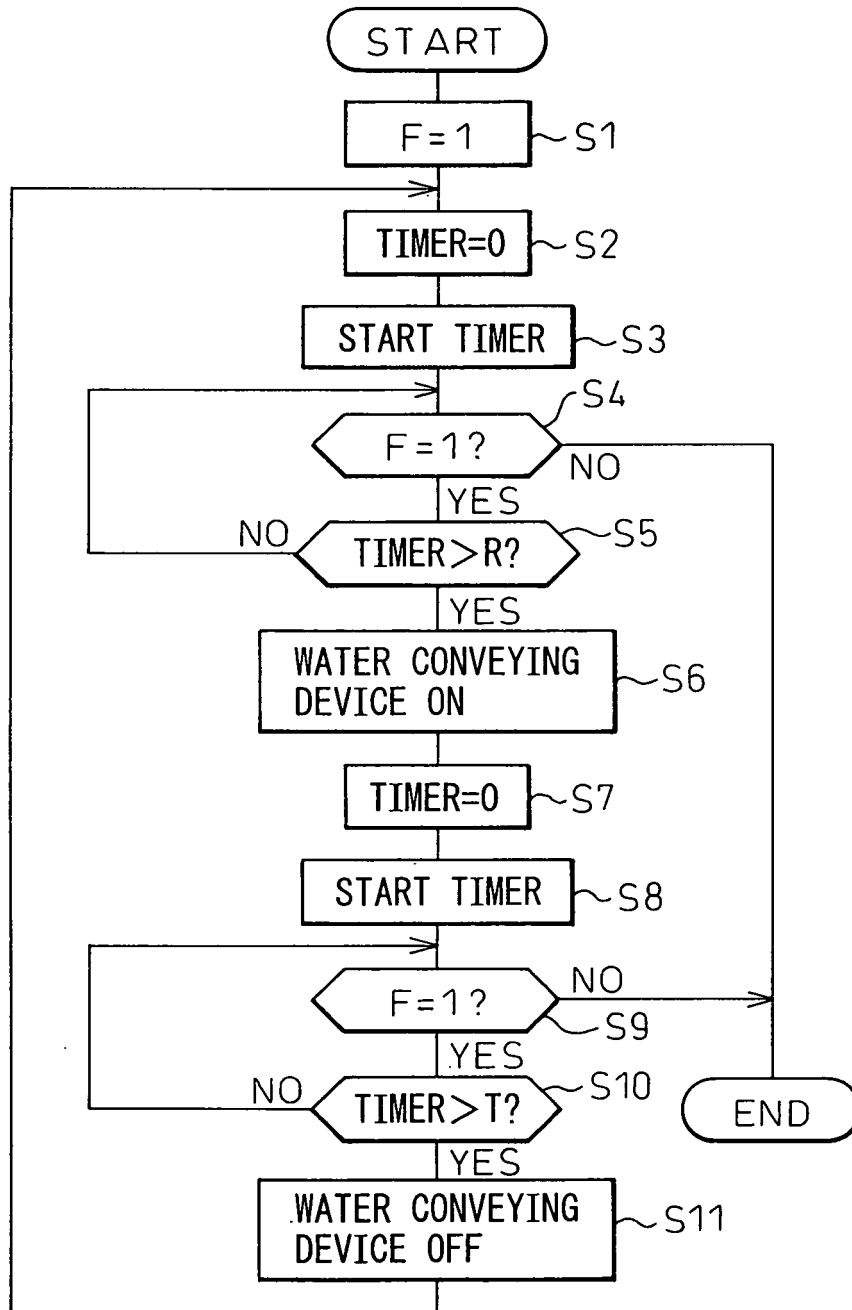 START
F=1
S1
TIMER=0
S2
START TIMER
S3
S4
F=1?
NO
YES
S5
NO
TIMER>R?
YES
WATER CONVEYING
DEVICE ON
S6
TIMER=0
S7
START TIMER
S8
F=1?
NO
S9
YES
S10
NO
TIMER>T?
END
YES
WATER CONVEYING
DEVICE OFF
S11